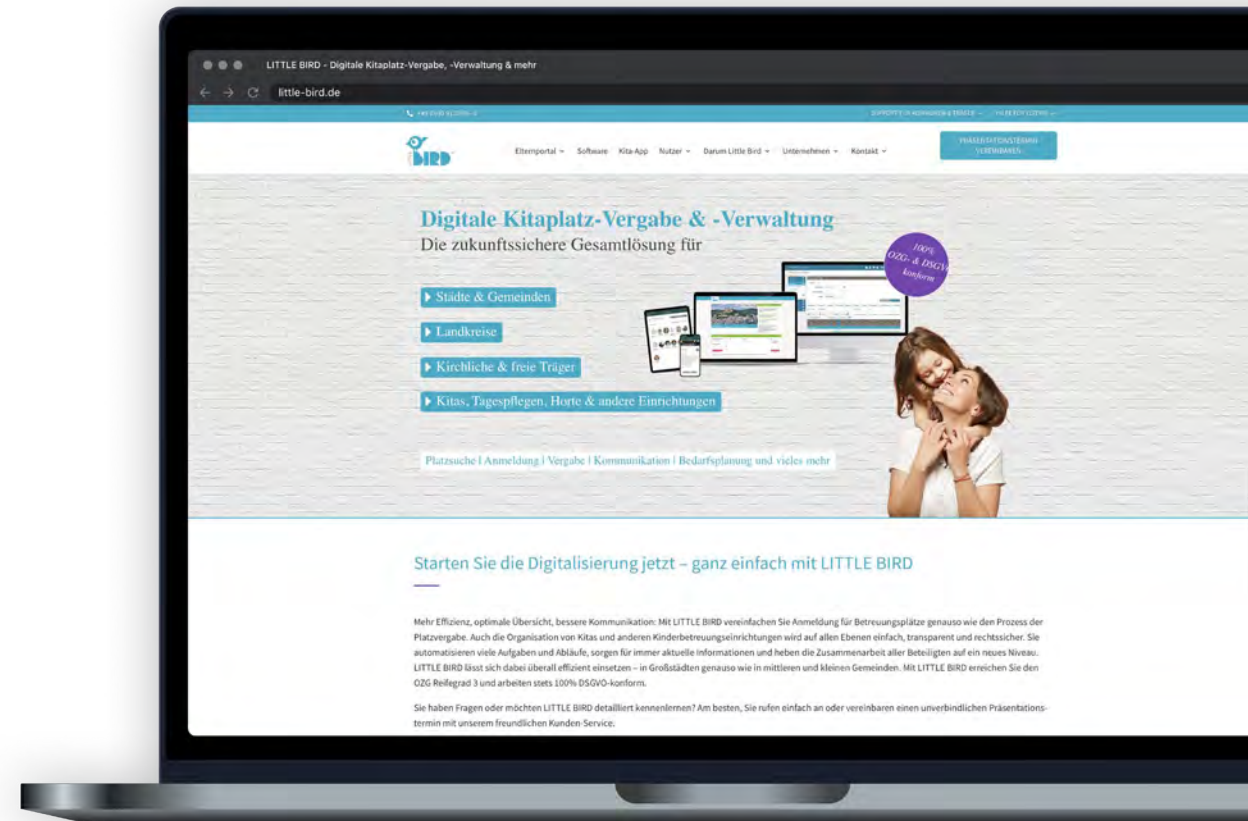 LITTLE BIRD - Digitale Kitaplatz-Vergabe, -Verwaltung & mehr
little-bird.de
BIRD
Elternportal Software Kita-App Nutzer Darum Little Bird Unternehmen Kontakt
PRÄSENTATIONSTERMIN
VEREINBAREN
Digitale Kitaplatz-Vergabe & -Verwaltung
Die zukunftssichere Gesamtlösung für
100%
OZG- & DSGV
konform
Städte & Gemeinden
Landkreise
Kirchliche & freie Träger
Kitas, Tagespflegen, Horte & andere Einrichtungen
Platzsuche | Anmeldung | Vergabe | Kommunikation | Bedarfsplanung und vieles mehr
Starten Sie die Digitalisierung jetzt – ganz einfach mit LITTLE BIRD
Mehr Effizienz, optimale Übersicht, bessere Kommunikation: Mit LITTLE BIRD vereinfachen Sie Anmeldung für Betreuungsplätze genauso wie den Prozess der
Platzvergabe. Auch die Organisation von Kitas und anderen Kinderbetreuungseinrichtungen wird auf allen Ebenen einfach, transparent und rechtssicher. Sie
automatisieren viele Aufgaben und Abläufe, sorgen für immer aktuelle Informationen und heben die Zusammenarbeit aller Beteiligten auf ein neues Niveau.
LITTLE BIRD lässt sich dabei überall effizient einsetzen – in Großstädten genauso wie in mittleren und kleinen Gemeinden. Mit LITTLE BIRD erreichen Sie den
OZG Reifegrad 3 und arbeiten stets 100% DSGVO-konform.
Sie haben Fragen oder möchten LITTLE BIRD detailliert kennenlernen? Am besten, Sie rufen einfach an oder vereinbaren einen unverbindlichen Präsentations-
termin mit unserem freundlichen Kunden-Service.